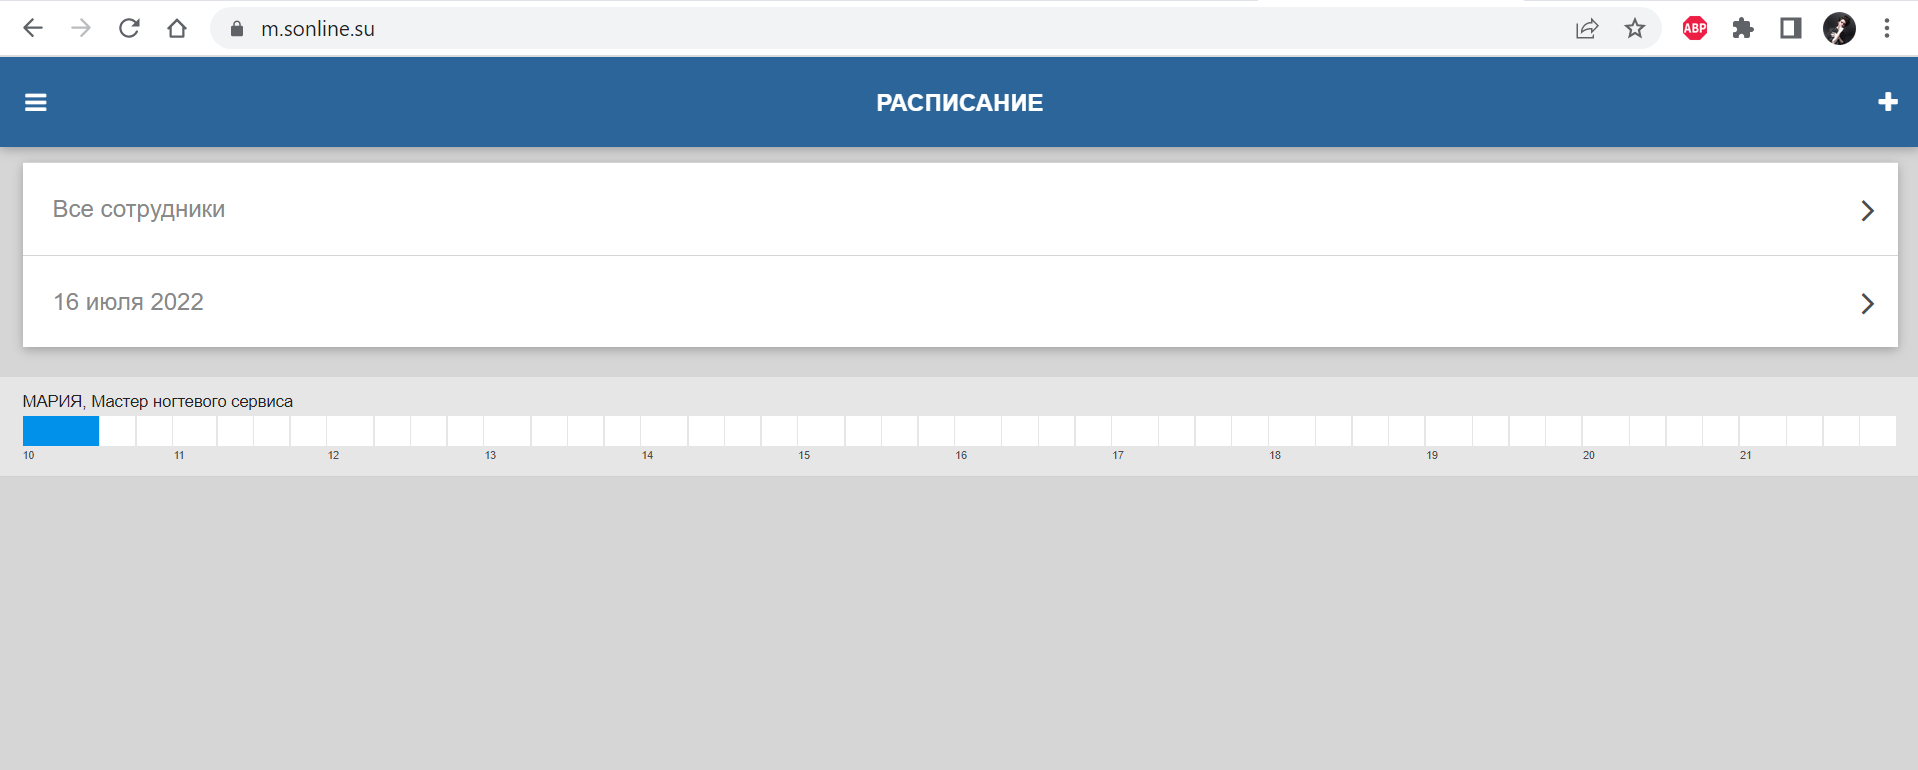 m.sonline.su
ABP
РАСПИСАНИЕ
Все сотрудники
16 июля 2022
МАРИЯ, Мастер ногтевого сервиса
10 11 12 13 14 15 16 17 18 19 20 21